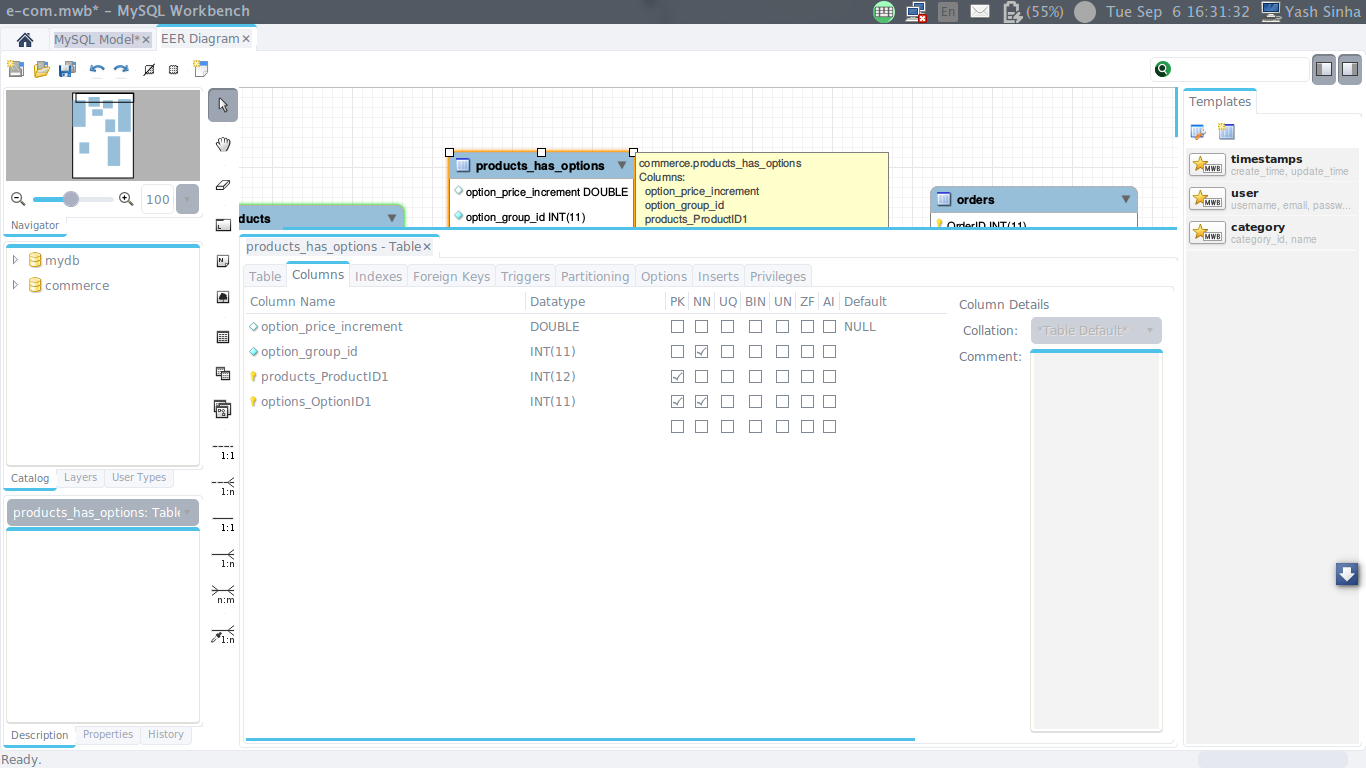 e-com.mwb* – MySQL Workbench
En
(55%)
Tue Sep 6 16:31:32
Yash Sinha
MySQL Model*
EER Diagram
100
Navigator
mydb
commerce
Catalog
Layers
User Types
products_has_options: Table
Description
Properties
History
Ready.
1:1
1:n
1:1
1:n
n:m
1:n
ducts
products_has_options
option_price_increment DOUBLE
option_group_id INT(11)
commerce.products_has_options
Columns:
option_price_increment
option_group_id
products_ProductID1
orders
OrderID INT(11)
products_has_options - Table
Table
Columns
Indexes
Foreign Keys
Triggers
Partitioning
Options
Inserts
Privileges
Column Name Datatype PK NN UQ BIN UN ZF AI Default
option_price_increment DOUBLE NULL
option_group_id INT(11)
products_ProductID1 INT(12)
options_OptionID1 INT(11)
Column Details
Collation: *Table Default*
Comment:
Templates
MWB
timestamps
create_time, update_time
MWB
user
username, email, passw...
MWB
category
category_id, name